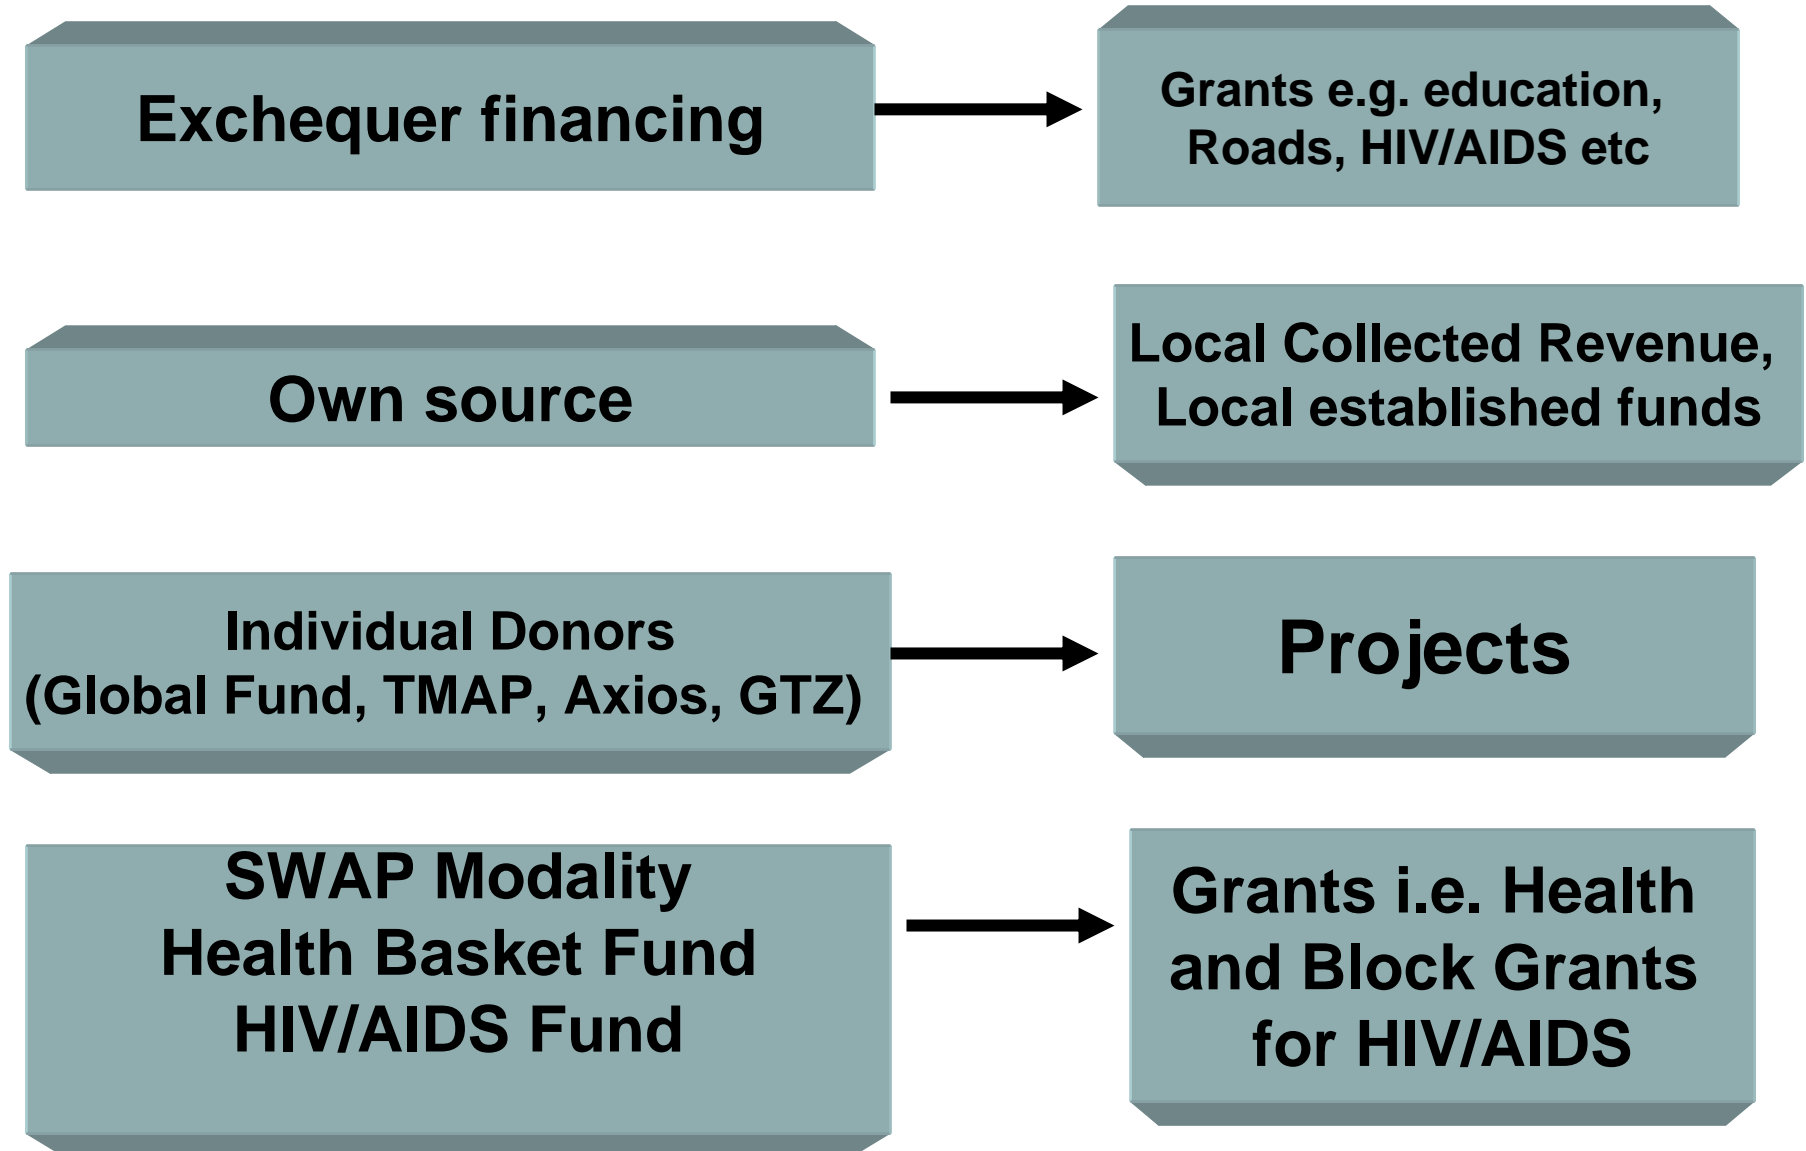 Exchequer financing
Grants e.g. education,
Roads, HIV/AIDS etc
Own source
Local Collected Revenue,
Local established funds
Individual Donors
(Global Fund, TMAP, Axios, GTZ)
Projects
SWAP Modality
Health Basket Fund
HIV/AIDS Fund
Grants i.e. Health
and Block Grants
for HIV/AIDS